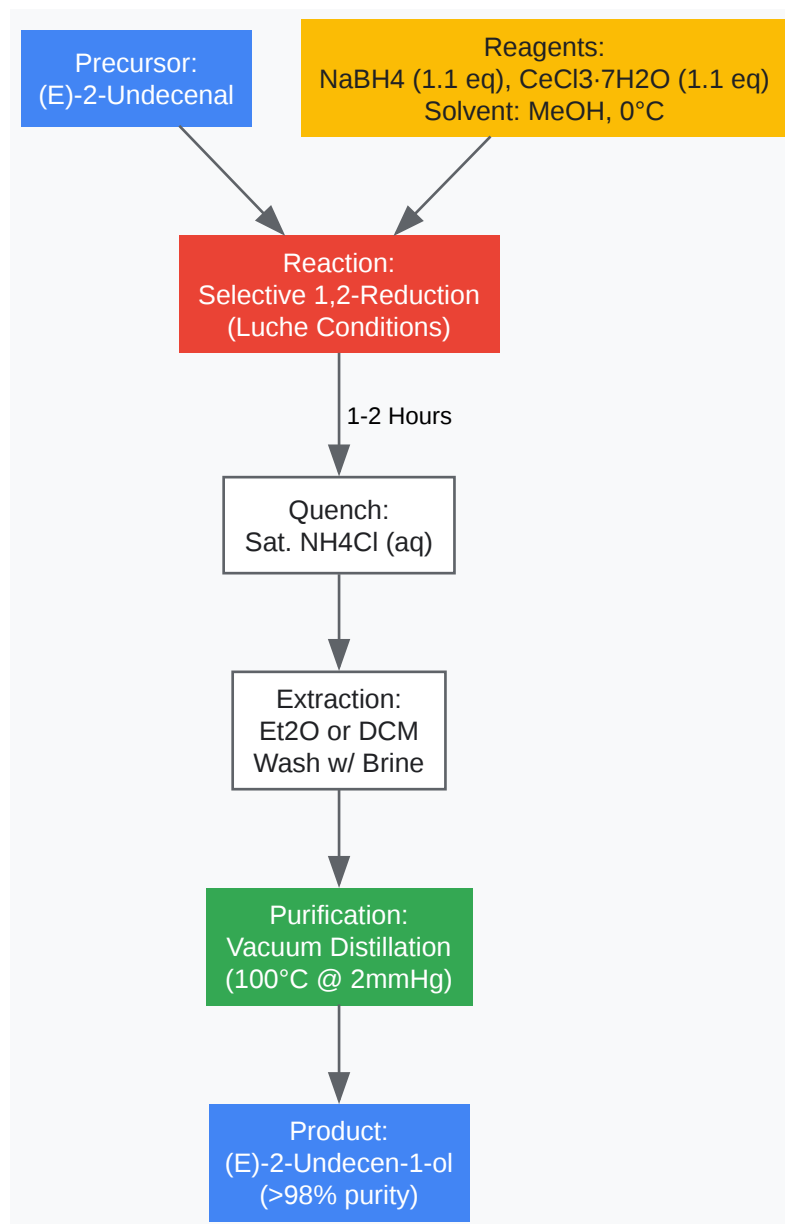 Precursor:
(E)-2-Undecenal
Reagents:
NaBH4 (1.1 eq), CeCl3·7H2O (1.1 eq)
Solvent: MeOH, 0°C
Reaction:
Selective 1,2-Reduction
(Luche Conditions)
1-2 Hours
Quench:
Sat. NH4Cl (aq)
Extraction:
Et2O or DCM
Wash w/ Brine
Purification:
Vacuum Distillation
(100°C @ 2mmHg)
Product:
(E)-2-Undecen-1-ol
(>98% purity)